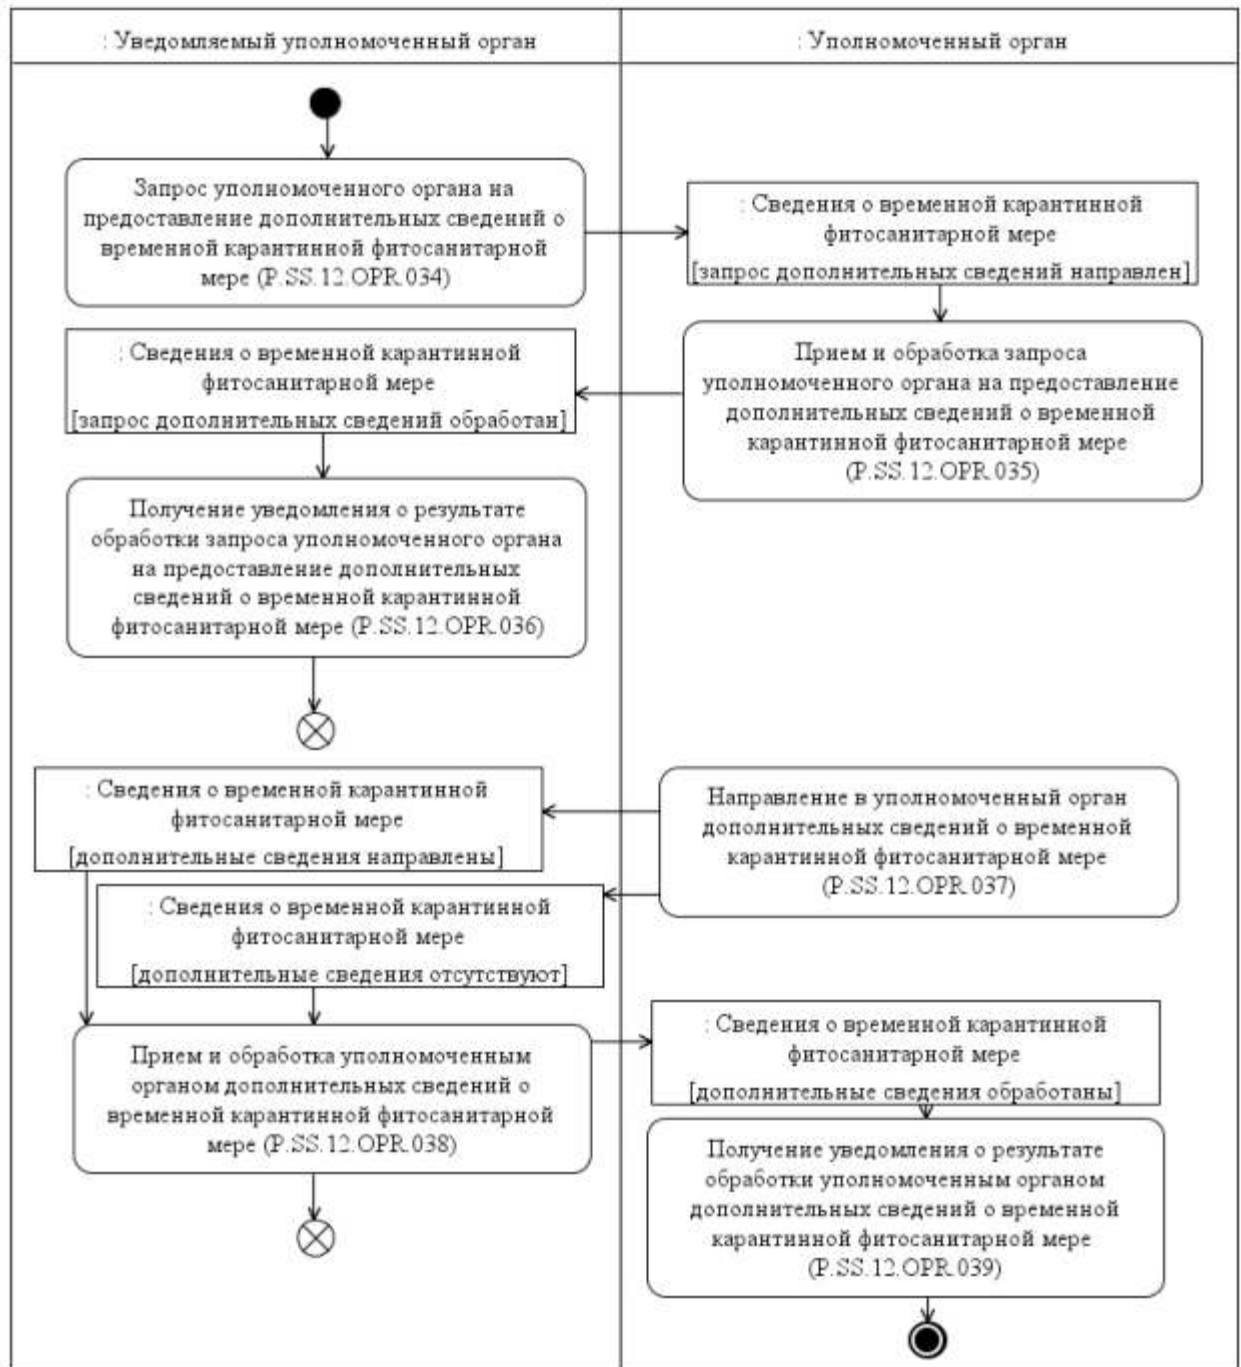 : Уведомляемый уполномоченный орган
: Уполномоченный орган
Запрос уполномоченного органа на
предоставление дополнительных сведений о
временной карантинной фитосанитарной
мере (P.SS.12.OPR.034)
: Сведения о временной карантинной
фитосанитарной мере
[запрос дополнительных сведений направлен]
: Сведения о временной карантинной
фитосанитарной мере
[запрос дополнительных сведений обработан]
Прием и обработка запроса
уполномоченного органа на предоставление
дополнительных сведений о временной
карантинной фитосанитарной мере
(P.SS.12.OPR.035)
Получение уведомления о результате
обработки запроса уполномоченного органа
на предоставление дополнительных
сведений о временной карантинной
фитосанитарной мере (P.SS.12.OPR.036)
: Сведения о временной карантинной
фитосанитарной мере
[дополнительные сведения направлены]
Направление в уполномоченный орган
дополнительных сведений о временной
карантинной фитосанитарной мере
(P.SS.12.OPR.037)
: Сведения о временной карантинной
фитосанитарной мере
[дополнительные сведения отсутствуют]
: Сведения о временной карантинной
фитосанитарной мере
[дополнительные сведения обработаны]
Прием и обработка уполномоченным
органом дополнительных сведений о
временной карантинной фитосанитарной
мере (P.SS.12.OPR.038)
Получение уведомления о результате
обработки уполномоченным органом
дополнительных сведений о временной
карантинной фитосанитарной мере
(P.SS.12.OPR.039)